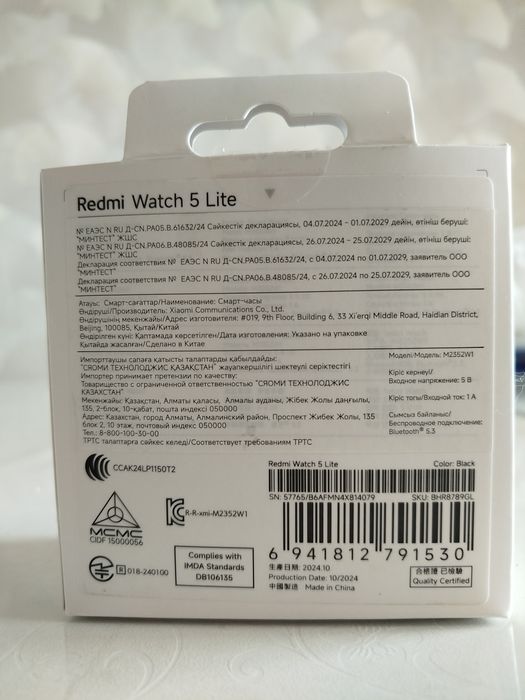 Redmi Watch 5 Lite
№ ЕАЭС N RU Д-CN.РА05.В.61632/24 Сәйкестік декларациясы, 04.07.2024 - 01.07.2029 дейін, өтініш беруші:
"МИНТЕСТ" ЖШС
№ ЕАЭС N RU Д-CN.РА06.В.48085/24 Сәйкестік декларациясы, 26.07.2024 - 25.07.2029 дейін, өтініш беруші:
"МИНТЕСТ" ЖШС
Декларация соответствия № ЕАЭС N RU Д-CN.РА05.В.61632/24, с 04.07.2024 по 01.07.2029, заявитель ООО
"МИНТЕСТ"
Декларация соответствия № ЕАЭС N RU Д-CN.РА06.В.48085/24, с 26.07.2024 по 25.07.2029, заявитель ООО
"МИНТЕСТ"
Атауы: Смарт-сағаттар/Наименование: Смарт-часы
Өндіруші/Производитель: Xiaomi Communications Co., Ltd.
Өндірушінің мекенжайы/Адрес изготовителя: #019, 9th Floor, Building 6, 33 Xi'erqi Middle Road, Haidian District,
Beijing, 100085, Қытай/Китай
Өндірілген күні: Қаптамада көрсетілген/Дата изготовления: Указано на упаковке
Қытайда жасалған/Сделано в Китае
Импорттаушы сапаға қатысты талаптарды қабылдайды:
"СЯОМИ ТЕХНОЛОДЖИС ҚАЗАҚСТАН" жауапкершілігі шектеулі серіктестігі
Импортер принимает претензии по качеству:
Товарищество с ограниченной ответственностью "СЯОМИ ТЕХНОЛОДЖИС
КАЗАХСТАН"
Мекенжайы: Қазақстан, Алматы қаласы, Алмалы ауданы, Жібек Жолы даңғылы,
135, 2-блок, 10-қабат, пошта индексі 050000
Адрес: Казахстан, город Алматы, Алмалинский район, Проспект Жибек Жолы, 135
блок 2, 10 этаж, почтовый индекс 050000
Тел.: 8-800-100-30-00
ТРТС талаптарға сәйкес келеді/Соответствует требованиям ТРТС
Моделі/Модель: M2352W1
Кіріс кернеуі/
Входное напряжение: 5 В
Кіріс тогы/Входной ток: 1 А
Сымсыз байланыс/
Беспроводное подключение:
Bluetooth® 5.3
CCAK24LP1150T2
MCMC
CIDF 15000056
R-R-xmi-M2352W1
R 018-240100
Complies with
IMDA Standards
DB106135
Redmi Watch 5 Lite Color: Black
SN: 57765/B6AFMN4X814079 SKU: BHR8789GL
6 941812 791530
生產日期: 2024.10
Production Date: 10/2024
中國製造 Made in China
合格證 已檢驗
Quality Certified